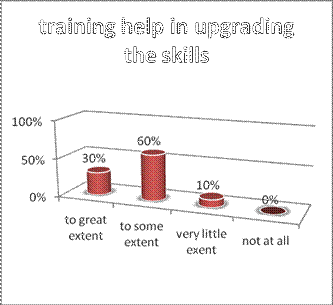 training help in upgrading
the skills
100%
50%
0%
30%
60%
10%
0%
to great
extent
to some
extent
very little
exent
not at all